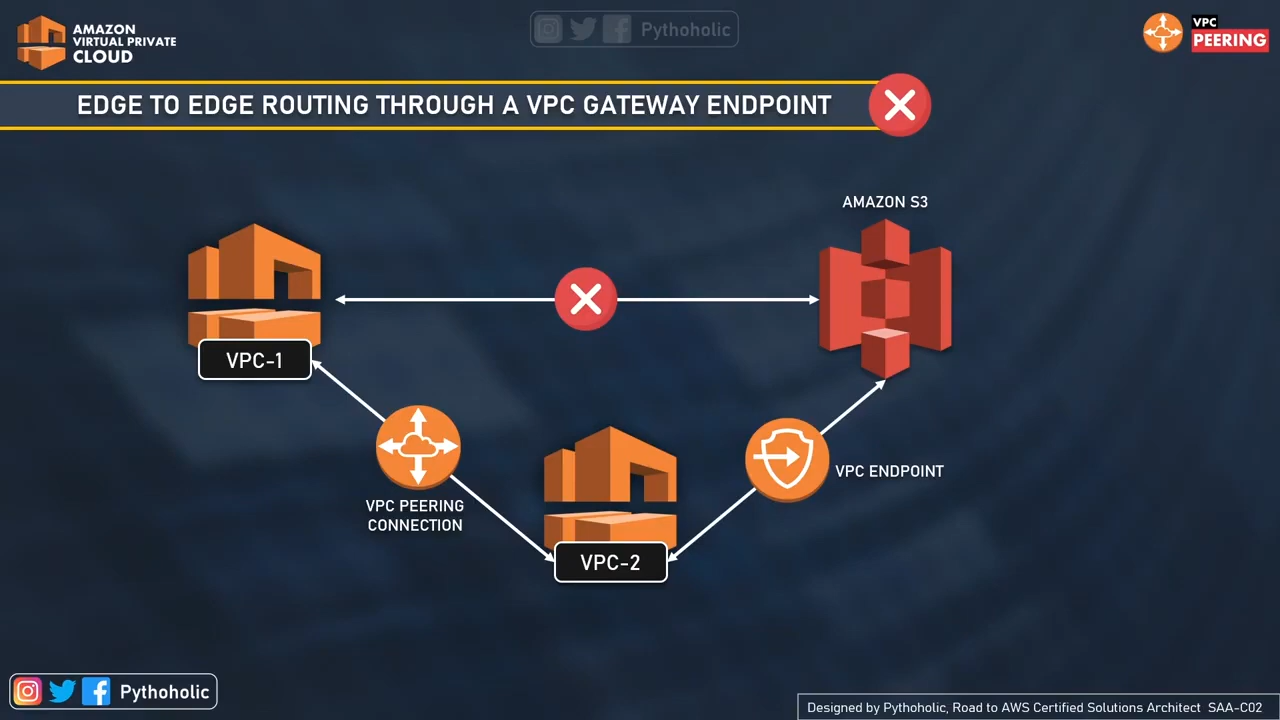 AMAZON
VIRTUAL PRIVATE
CLOUD
Pythoholic
VPC
PEERING
EDGE TO EDGE ROUTING THROUGH A VPC GATEWAY ENDPOINT
AMAZON S3
VPC-1
VPC PEERING
CONNECTION
VPC ENDPOINT
VPC-2
Pythoholic
Designed by Pythoholic, Road to AWS Certified Solutions Architect SAA-C02